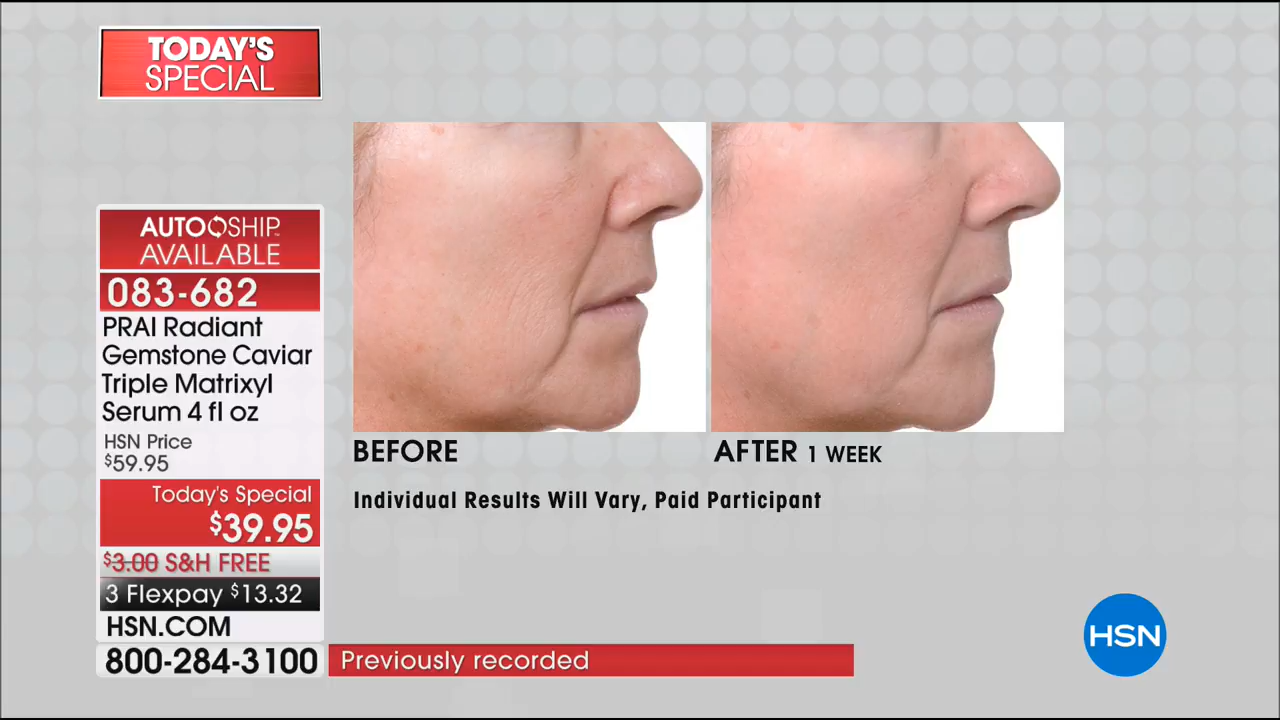 TODAY'S
SPECIAL
AUTOSHIP
AVAILABLE
083-682
PRAI Radiant
Gemstone Caviar
Triple Matrixyl
Serum 4 fl oz
HSN Price
$59.95
Today's Special
$39.95
$3.00 S&H FREE
3 Flexpay $13.32
HSN.COM
800-284-3100
BEFORE
AFTER 1 WEEK
Individual Results Will Vary, Paid Participant
Previously recorded
HSN